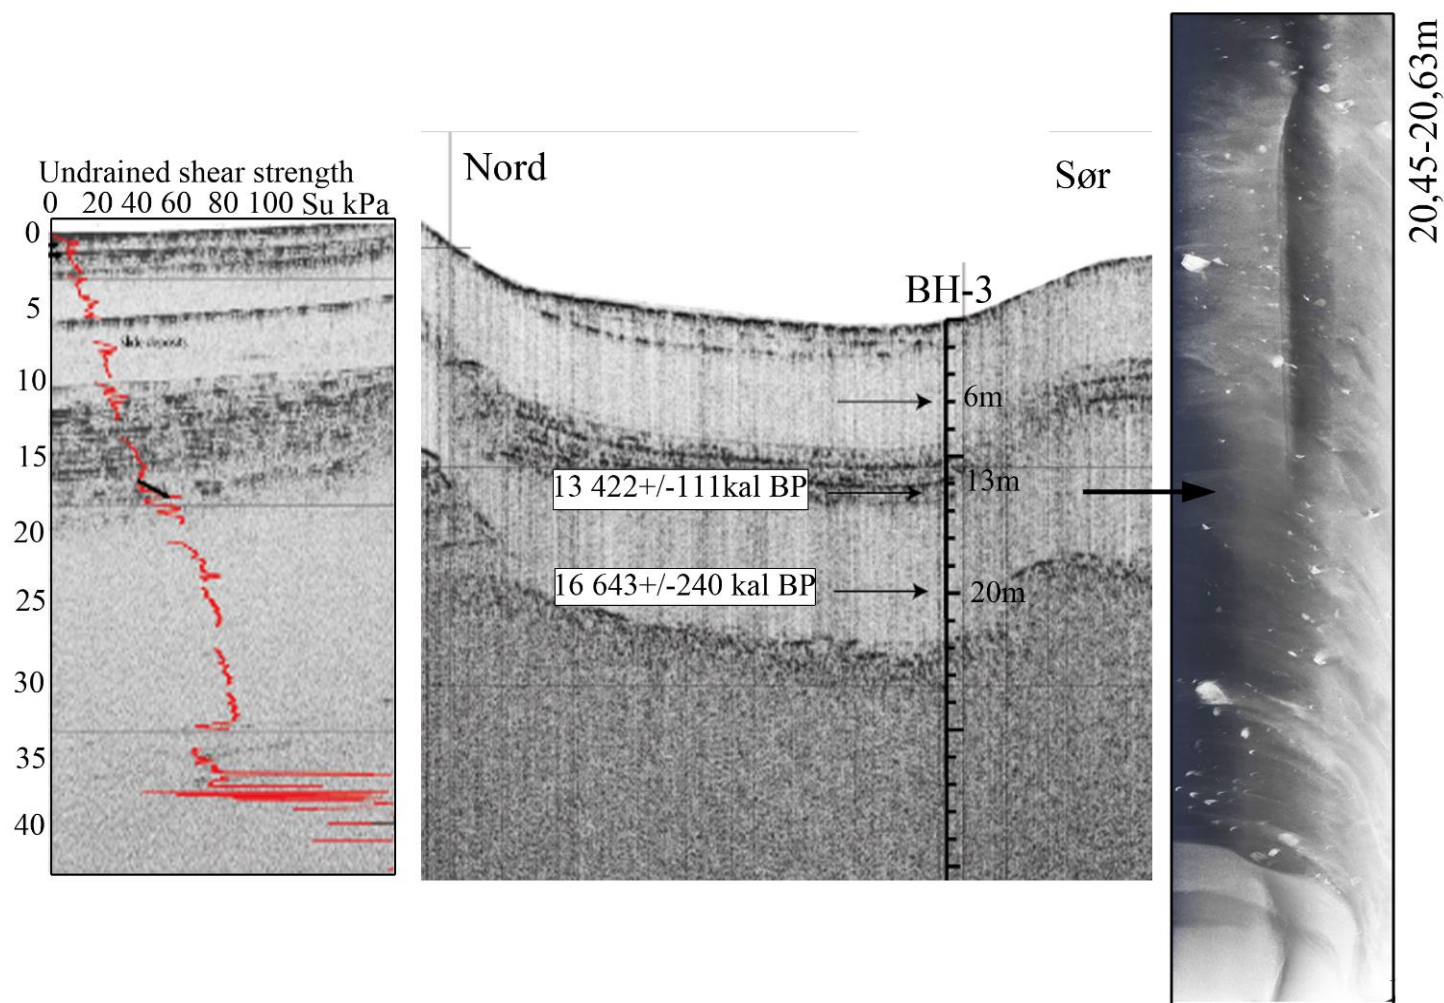 Undrained shear strength
0 20 40 60 80 100 Su kPa
0
5
10
15
20
25
30
35
40
Slide deposits
Nord
Sør
BH-3
6m
13 422+/-111kal BP
13m
16 643+/-240 kal BP
20m
20,45-20,63m